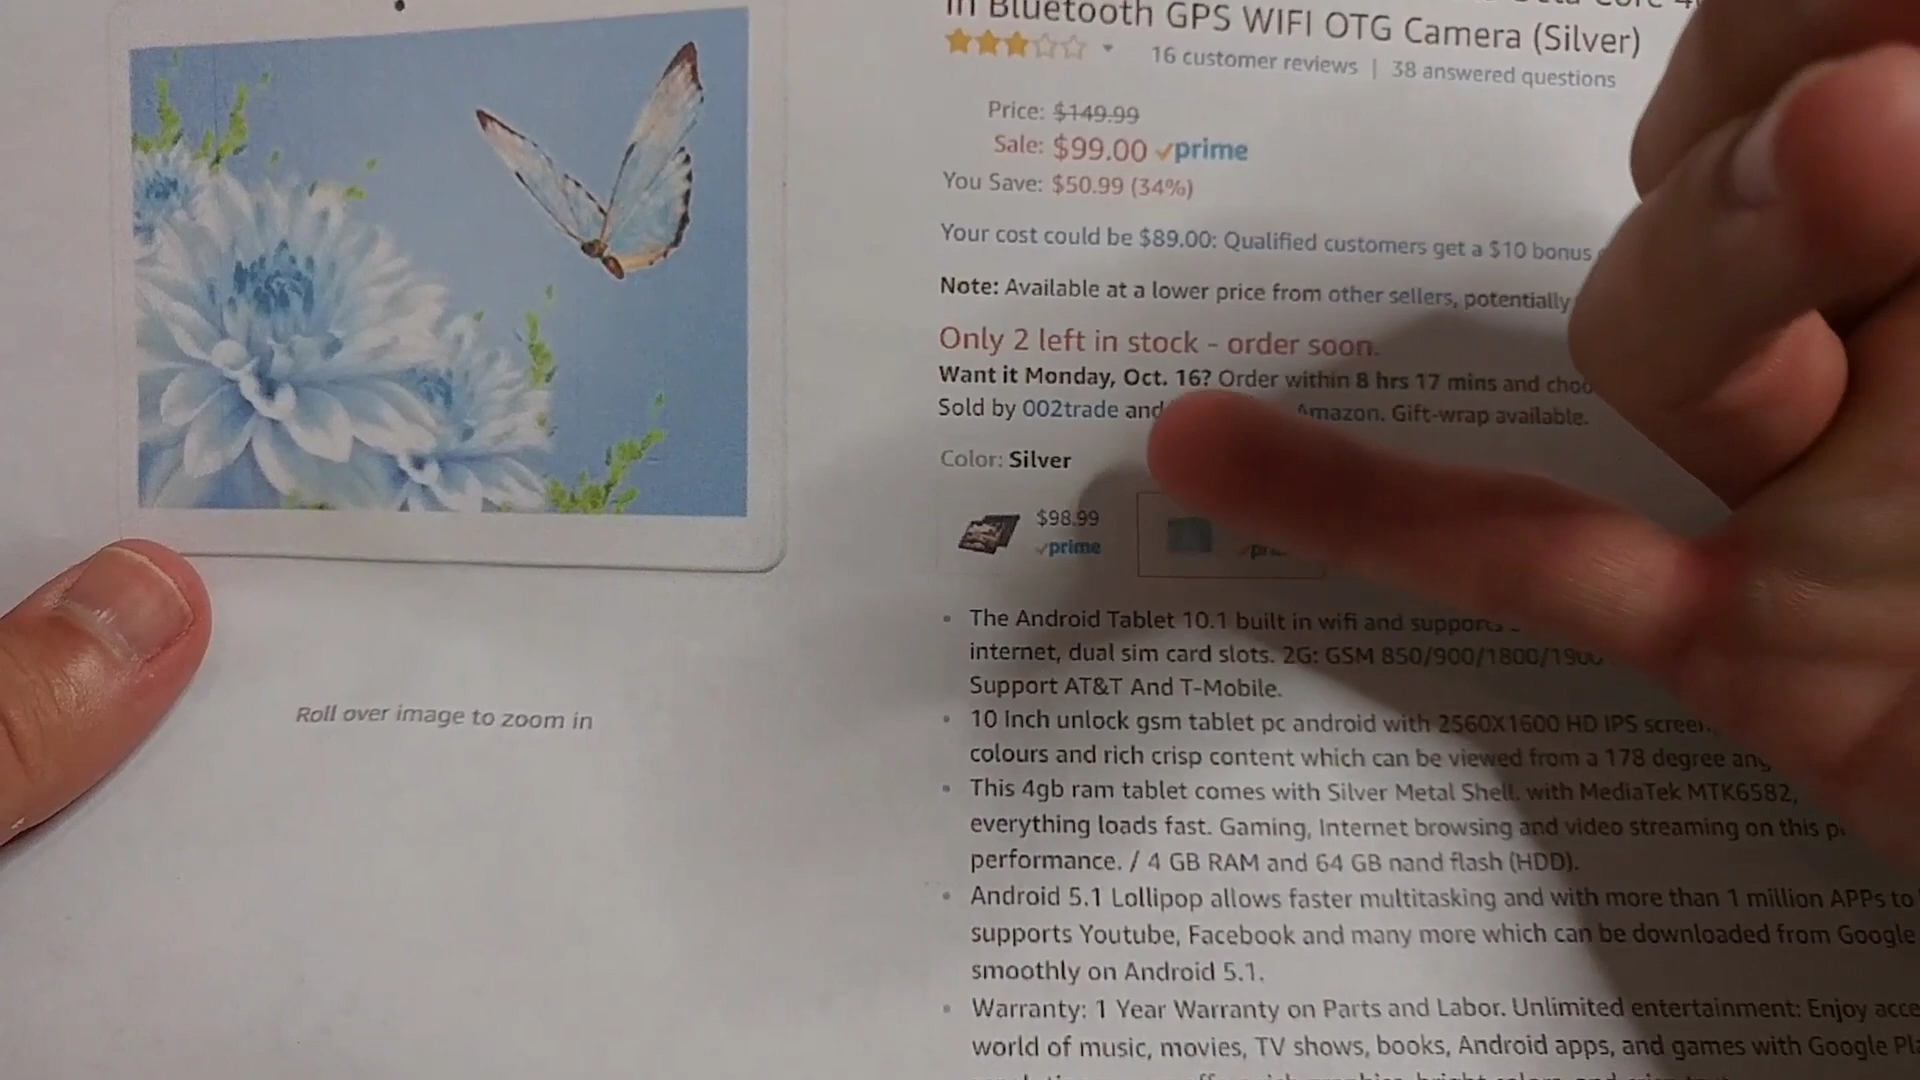 in Bluetooth GPS WIFI OTG Camera (Silver)
16 customer reviews | 38 answered questions
Price: $149.99
Sale: $99.00 prime
You Save: $50.99 (34%)
Your cost could be $89.00: Qualified customers get a $10 bonus
Note: Available at a lower price from other sellers, potentially
Only 2 left in stock - order soon.
Want it Monday, Oct. 16? Order within 8 hrs 17 mins and
Sold by 002trade and Amazon. Gift-wrap available.
Color: Silver
$98.99
prime
• The Android Tablet 10.1 built in wifi and
internet, dual sim card slots. 2G: GSM 850/900/1800/1900
Support AT&T And T-Mobile.
• 10 Inch unlock gsm tablet pc android with 2560X1600 HD IPS
colours and rich crisp content which can be viewed from a 178 degree
• This 4gb ram tablet comes with Silver Metal Shell. with MediaTek MTK6582,
everything loads fast. Gaming, Internet browsing and video streaming on this
performance. / 4 GB RAM and 64 GB nand flash (HDD).
• Android 5.1 Lollipop allows faster multitasking and with more than 1 million APPs to
supports Youtube, Facebook and many more which can be downloaded from Google
smoothly on Android 5.1.
• Warranty: 1 Year Warranty on Parts and Labor. Unlimited entertainment: Enjoy
world of music, movies, TV shows, books, Android apps, and games with Google
Roll over image to zoom in